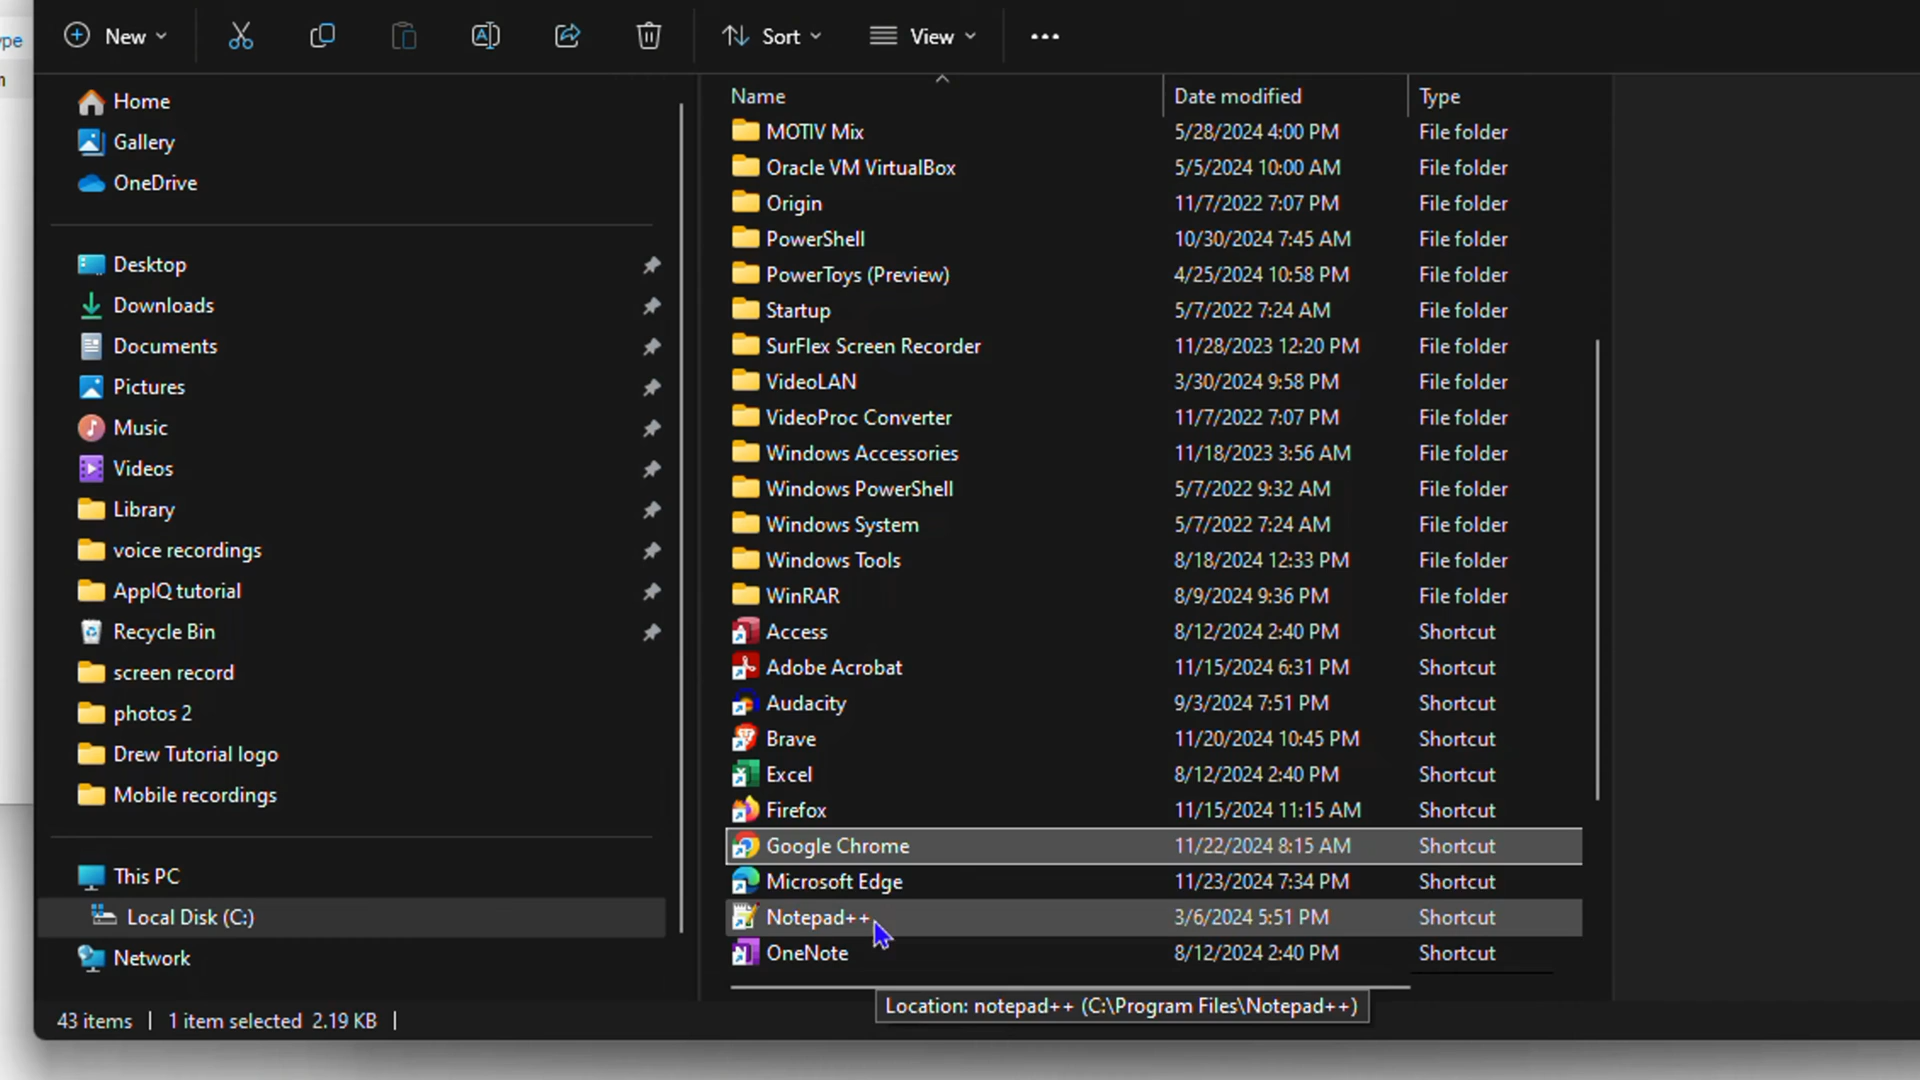 ype
New
Sort
View
Home
Gallery
OneDrive
Desktop
Downloads
Documents
Pictures
Music
Videos
Library
voice recordings
AppIQ tutorial
Recycle Bin
screen record
photos 2
Drew Tutorial logo
Mobile recordings
This PC
Local Disk (C:)
Network
Name Date modified Type
MOTIV Mix 5/28/2024 4:00 PM File folder
Oracle VM VirtualBox 5/5/2024 10:00 AM File folder
Origin 11/7/2022 7:07 PM File folder
PowerShell 10/30/2024 7:45 AM File folder
PowerToys (Preview) 4/25/2024 10:58 PM File folder
Startup 5/7/2022 7:24 AM File folder
SurFlex Screen Recorder 11/28/2023 12:20 PM File folder
VideoLAN 3/30/2024 9:58 PM File folder
VideoProc Converter 11/7/2022 7:07 PM File folder
Windows Accessories 11/18/2023 3:56 AM File folder
Windows PowerShell 5/7/2022 9:32 AM File folder
Windows System 5/7/2022 7:24 AM File folder
Windows Tools 8/18/2024 12:33 PM File folder
WinRAR 8/9/2024 9:36 PM File folder
Access 8/12/2024 2:40 PM Shortcut
Adobe Acrobat 11/15/2024 6:31 PM Shortcut
Audacity 9/3/2024 7:51 PM Shortcut
Brave 11/20/2024 10:45 PM Shortcut
Excel 8/12/2024 2:40 PM Shortcut
Firefox 11/15/2024 11:15 AM Shortcut
Google Chrome 11/22/2024 8:15 AM Shortcut
Microsoft Edge 11/23/2024 7:34 PM Shortcut
Notepad++ 3/6/2024 5:51 PM Shortcut
OneNote 8/12/2024 2:40 PM Shortcut
Location: notepad++ (C:\Program Files\Notepad++)
43 items | 1 item selected 2.19 KB |